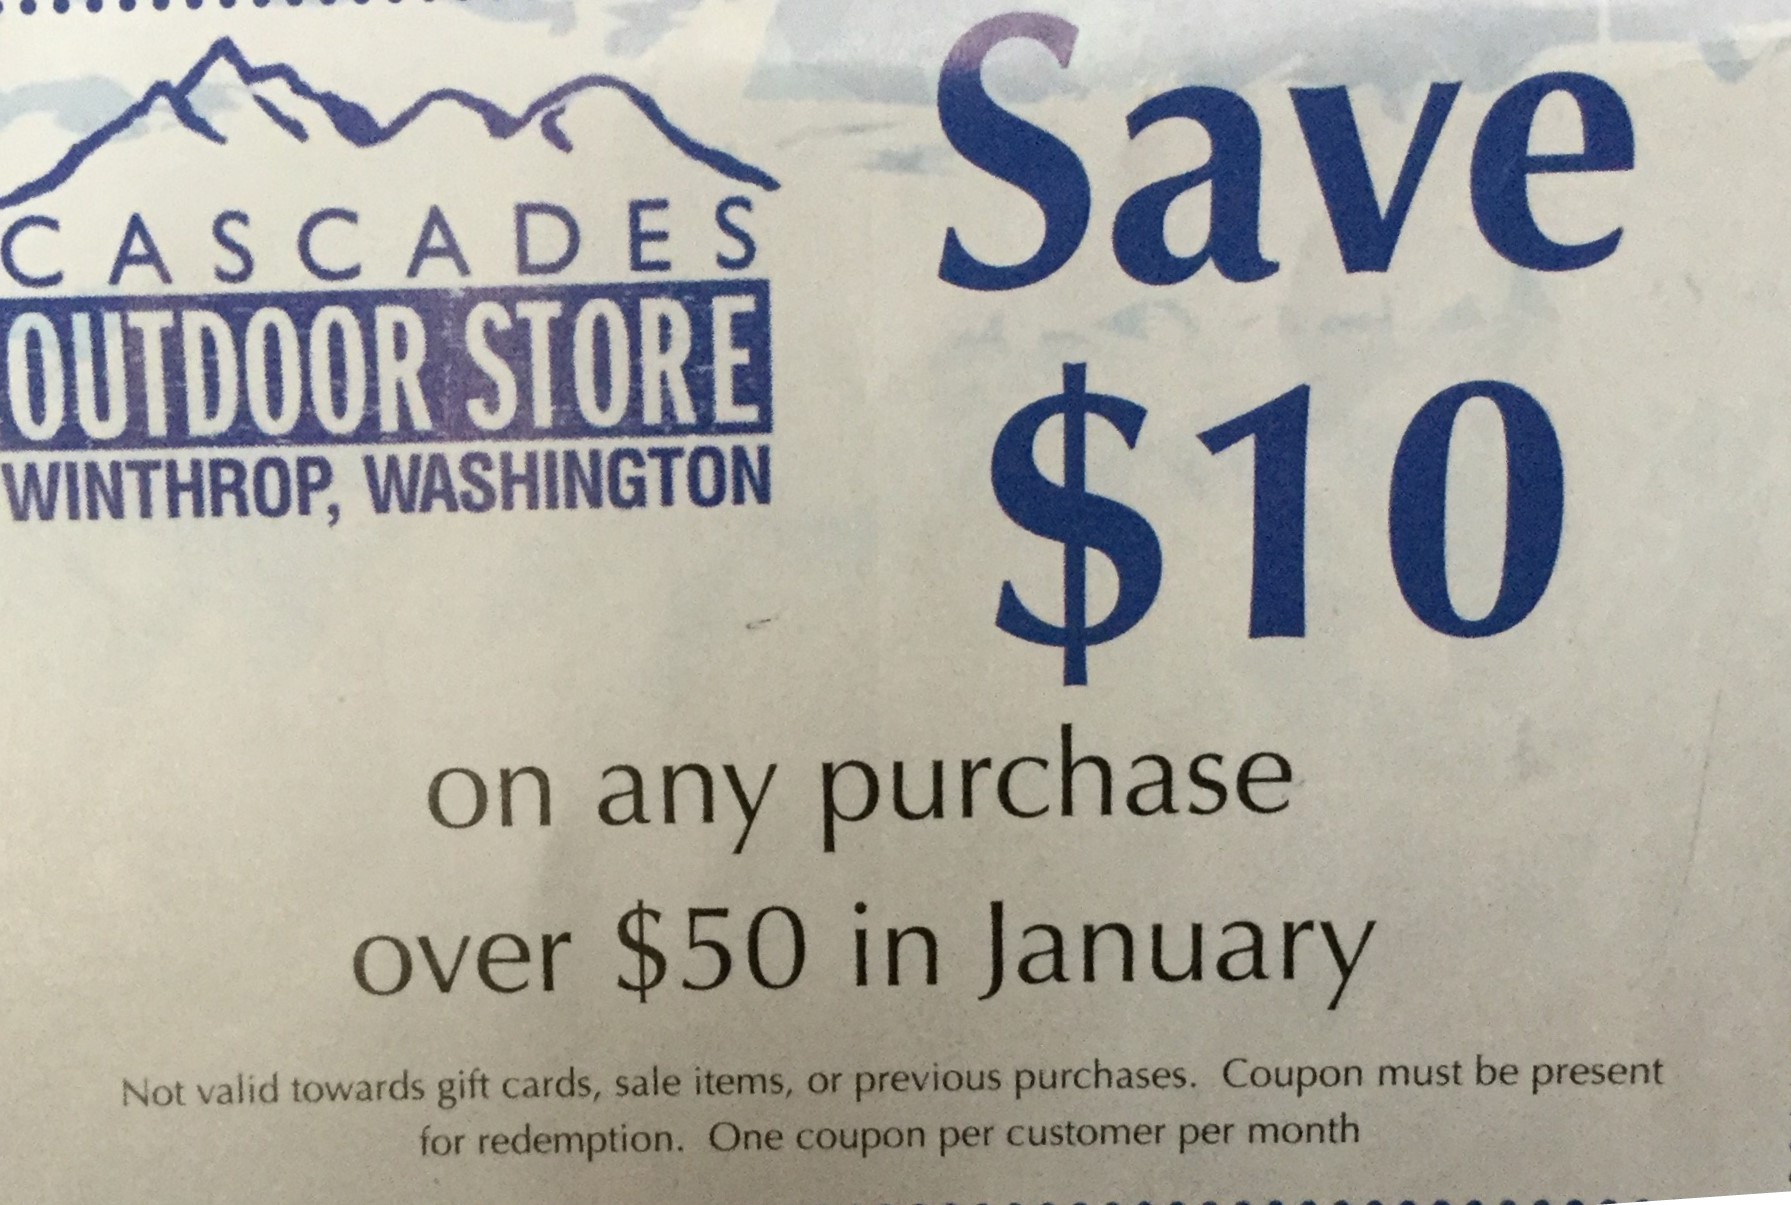 CASCADES
OUTDOOR STORE
WINTHROP, WASHINGTON
Save
$10
on any purchase
over $50 in January
Not valid towards gift cards, sale items, or previous purchases. Coupon must be present
for redemption. One coupon per customer per month